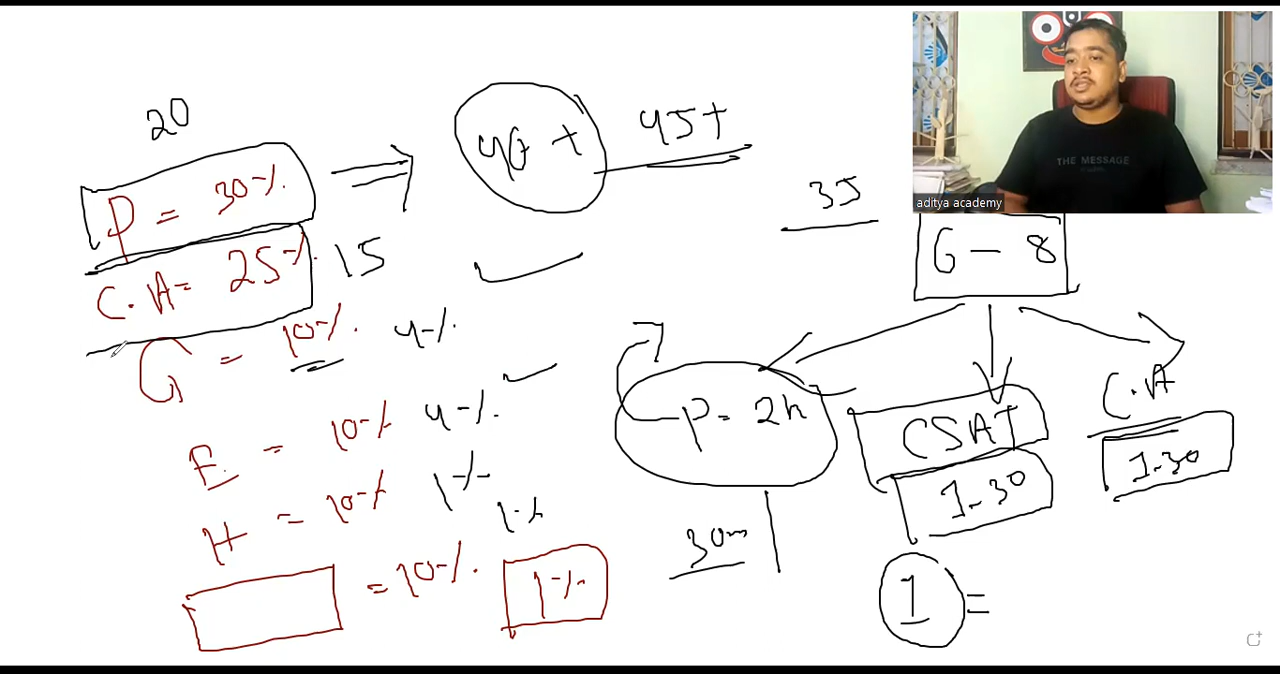 20
P = 30%
40 +
45+
C.A = 25%
15
G = 10%
4%
E = 10%
4%
H = 10%
1%
1%
= 10%
1%
35
6 - 8
P = 2h
CSAT
C.A
1-30
1-30
30m
1 =
THE MESSAGE
aditya academy